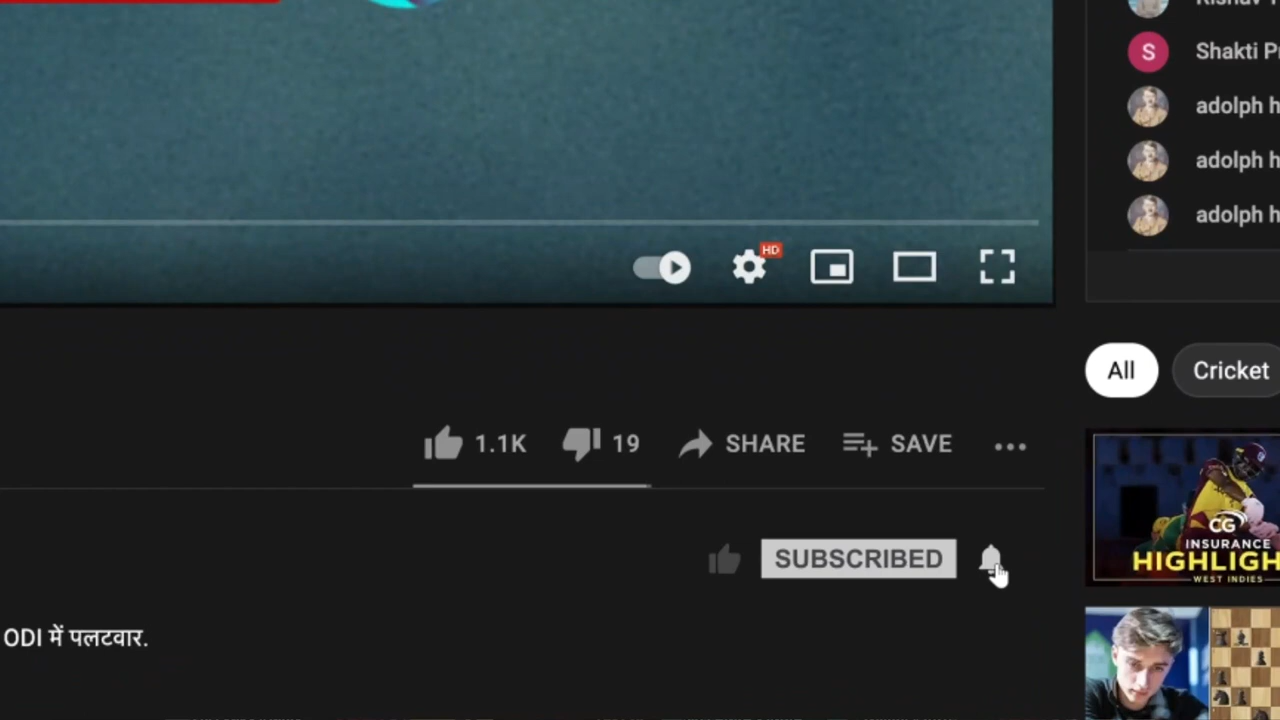 Shakti P
adolph h
adolph h
adolph h
S
HD
All
Cricket
1.1K
19
SHARE
SAVE
SUBSCRIBED
CG
INSURANCE
HIGHLIGH
WEST INDIES
ODI में पलटवार.